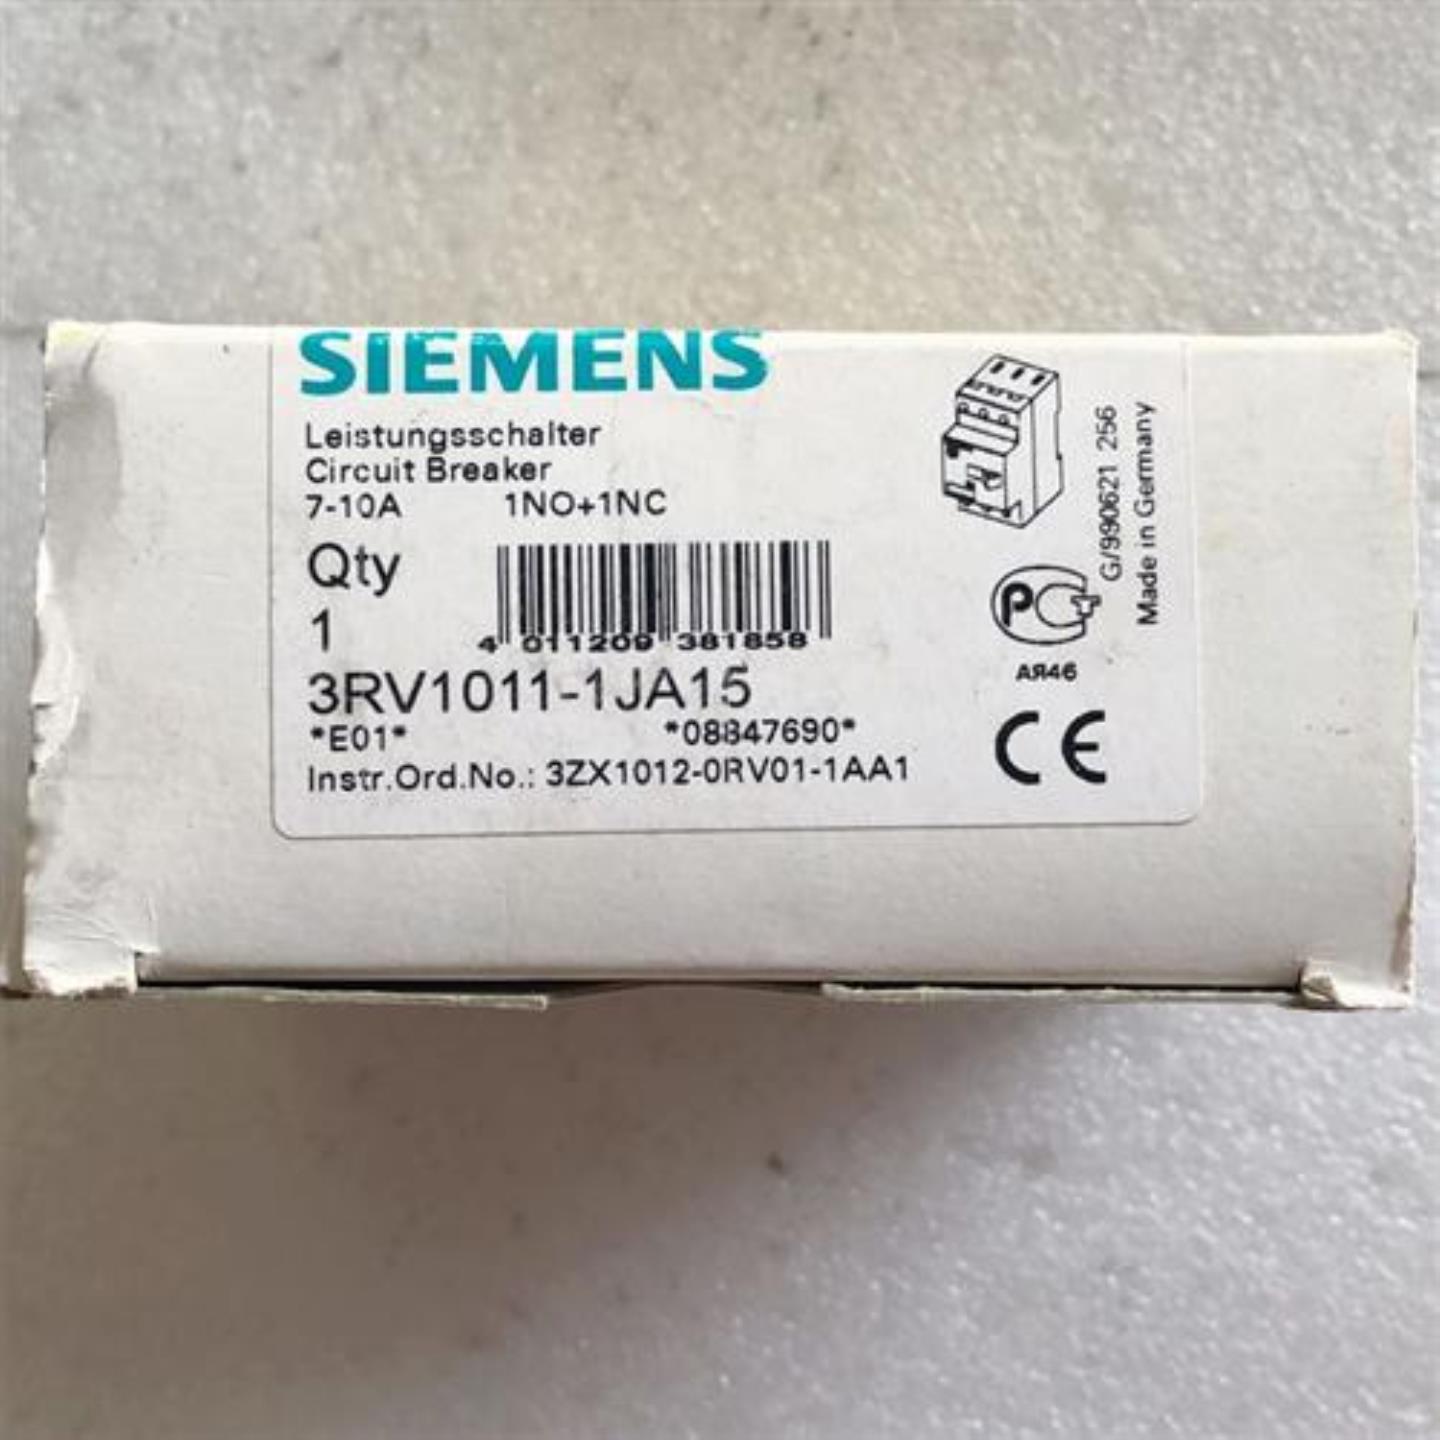 SIEMENS
Leistungsschalter
Circuit Breaker
7-10A 1NO+1NC
Qty
1
4 011209 381858
3RV1011-1JA15
*E01* *08847690*
Instr.Ord.No.: 3ZX1012-0RV01-1AA1
G/990621 256
Made in Germany
PC
АЯ46
CE